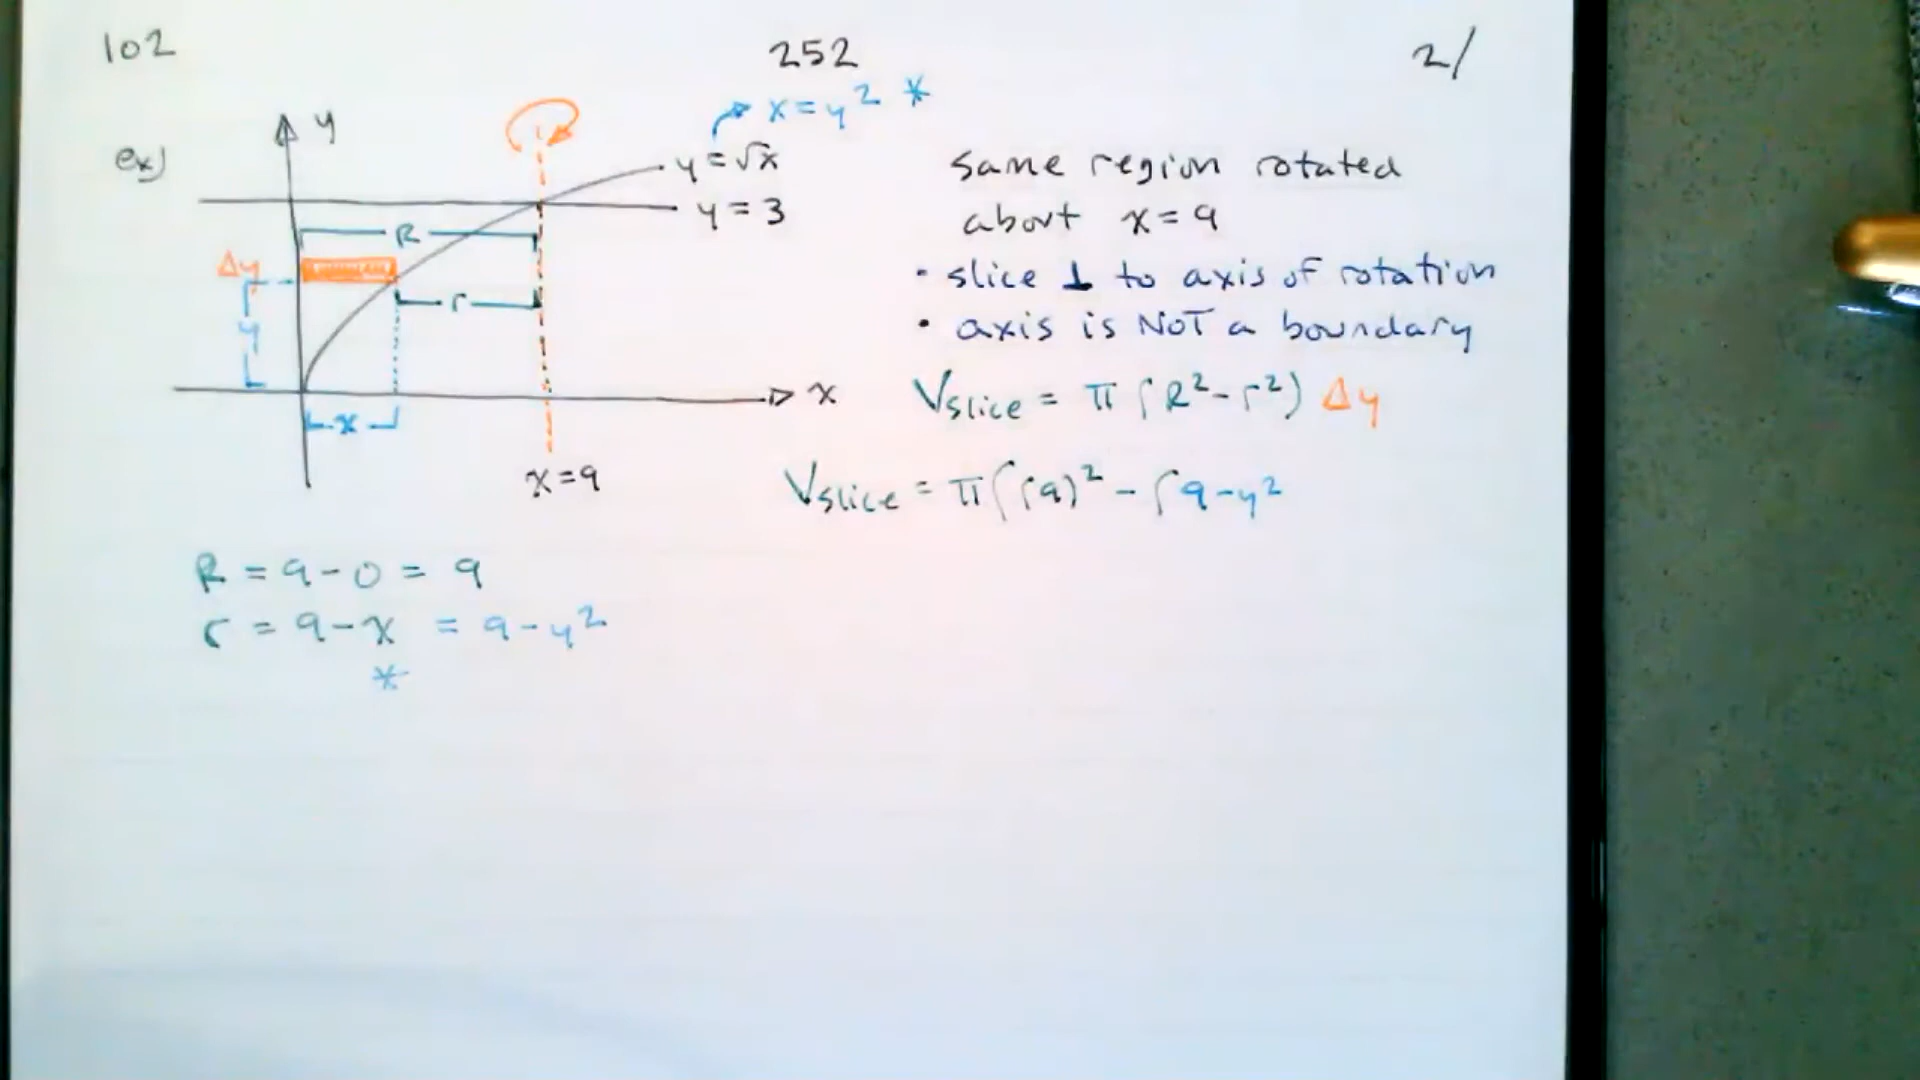 102
252
2/
x = y² *
ex)
y
y = √x
y = 3
R
Δy
r
y
x
x
x = 9
same region rotated
about x = 9
• slice ⊥ to axis of rotation
• axis is NOT a boundary
Vslice = π (R² - r²) Δy
Vslice = π((9)² - (9 - y²
R = 9 - 0 = 9
r = 9 - x = 9 - y²
*